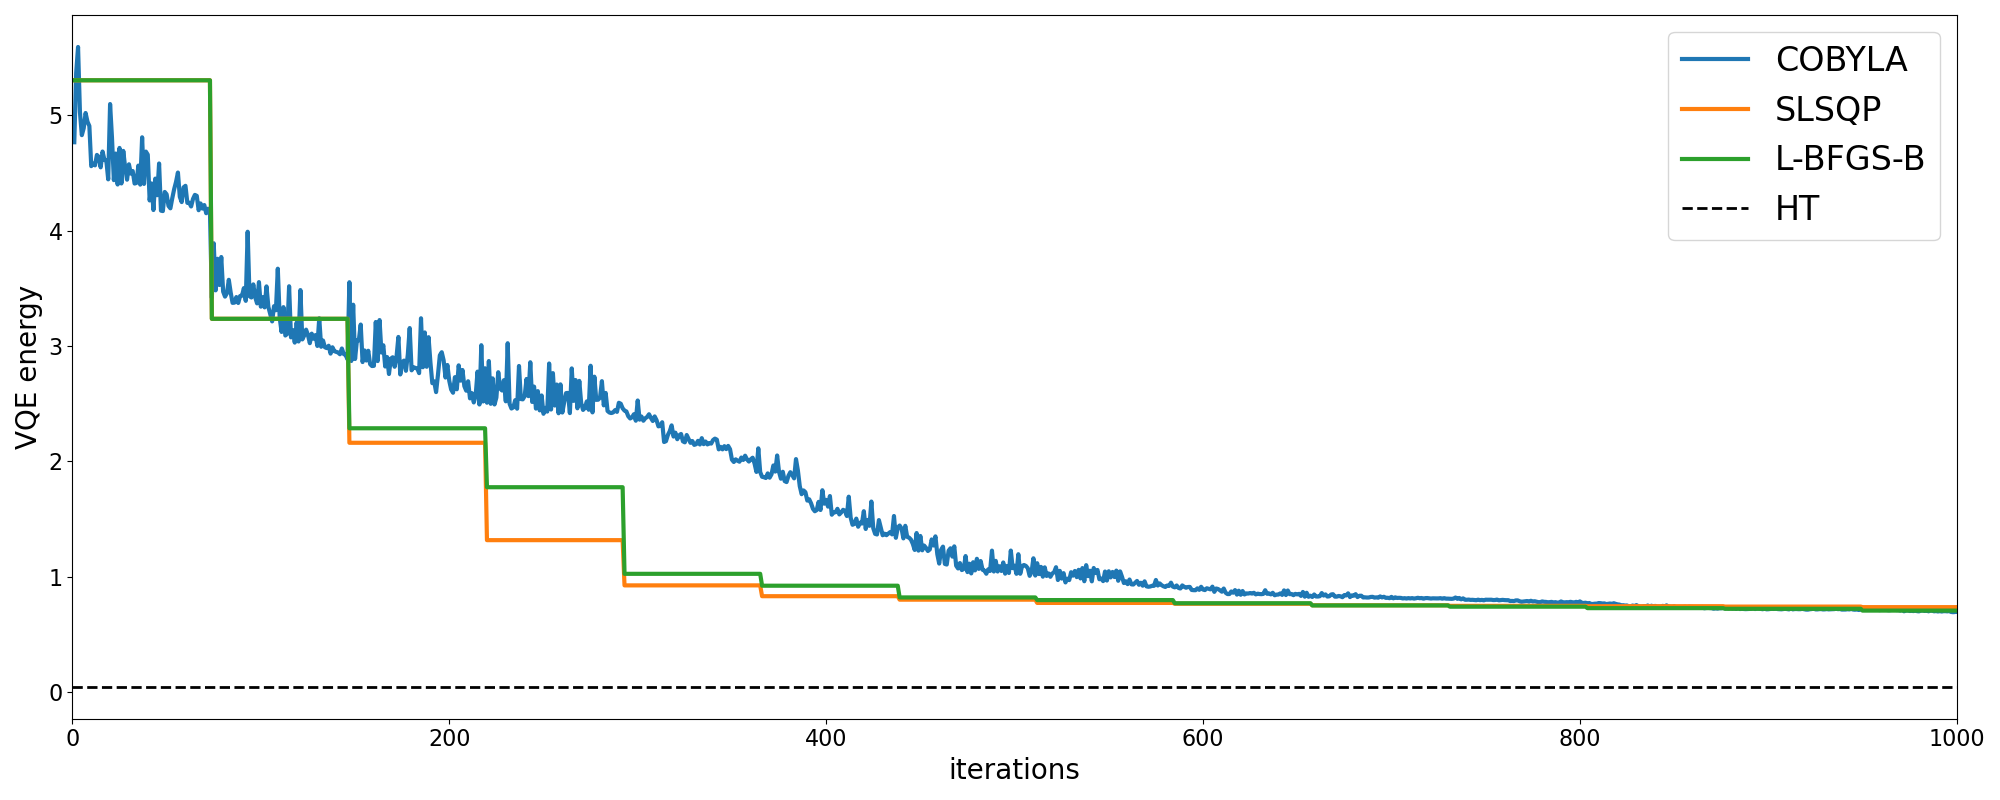 COBYLA
SLSQP
L-BFGS-B
HT
VQE energy
5
4
3
2
1
0
0 200 400 600 800 1000
iterations